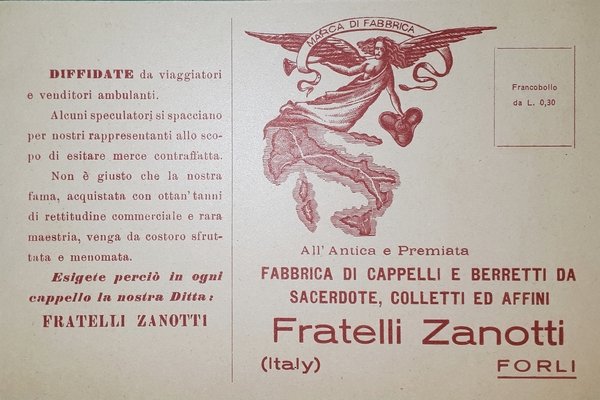 DIFFIDATE da viaggiatori
e venditori ambulanti.
Alcuni speculatori si spacciano
per nostri rappresentanti allo sco-
po di esitare merce contraffatta.
Non è giusto che la nostra
fama, acquistata con ottan' tanni
di rettitudine commerciale e rara
maestria, venga da costoro sfrut-
tata e menomata.
Esigete perciò in ogni
cappello la nostra Ditta:
FRATELLI ZANOTTI
MARCA DI FABBRICA
Francobollo
da L. 0,30
All' Antica e Premiata
FABBRICA DI CAPPELLI E BERRETTI DA
SACERDOTE, COLLETTI ED AFFINI
Fratelli Zanotti
(Italy) FORLI